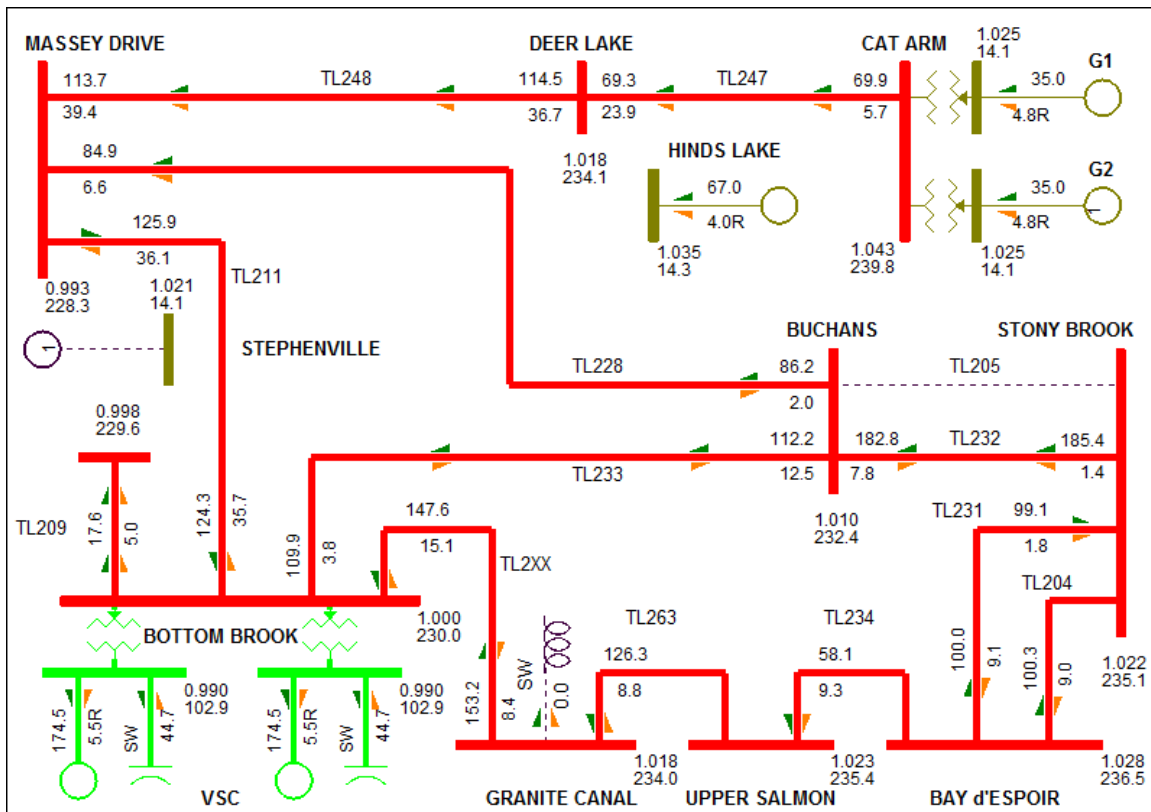 MASSEY DRIVE
DEER LAKE
CAT ARM
1.025
14.1
G1
113.7
TL248
114.5
69.3
TL247
69.9
35.0
39.4
36.7
23.9
5.7
4.8R
84.9
6.6
1.018
234.1
HINDS LAKE
67.0
4.0R
G2
35.0
4.8R
1
125.9
36.1
1.035
14.3
1.043
239.8
1.025
14.1
0.993
228.3
1.021
14.1
TL211
1
STEPHENVILLE
BUCHANS
STONY BROOK
TL228
86.2
2.0
TL205
0.998
229.6
112.2
182.8
TL232
185.4
TL233
12.5
7.8
1.4
TL209
17.6
5.0
124.3
35.7
109.9
3.8
147.6
15.1
TL2XX
1.010
232.4
TL231
99.1
1.8
TL204
BOTTOM BROOK
1.000
230.0
TL263
TL234
126.3
8.8
58.1
9.3
100.0
9.1
100.3
9.0
1.022
235.1
0.990
102.9
0.990
102.9
174.5
5.5R
SW
44.7
174.5
5.5R
SW
44.7
153.2
8.4
SW
0.0
1.018
234.0
1.023
235.4
1.028
236.5
VSC
GRANITE CANAL
UPPER SALMON
BAY d'ESPOIR